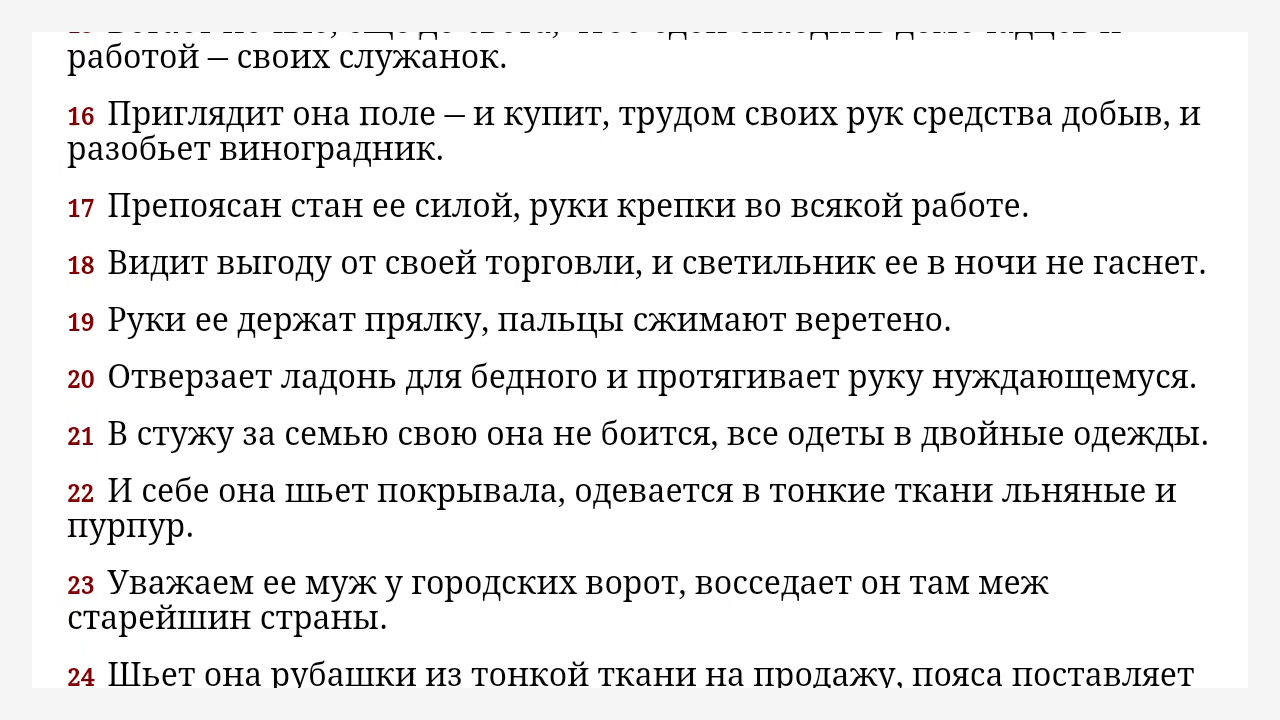 работой – своих служанок.
16 Приглядит она поле – и купит, трудом своих рук средства добыв, и
разобьет виноградник.
17 Препоясан стан ее силой, руки крепки во всякой работе.
18 Видит выгоду от своей торговли, и светильник ее в ночи не гаснет.
19 Руки ее держат прялку, пальцы сжимают веретено.
20 Отверзает ладонь для бедного и протягивает руку нуждающемуся.
21 В стужу за семью свою она не боится, все одеты в двойные одежды.
22 И себе она шьет покрывала, одевается в тонкие ткани льняные и
пурпур.
23 Уважаем ее муж у городских ворот, восседает он там меж
старейшин страны.
24 Шьет она рубашки из тонкой ткани на продажу, пояса поставляет